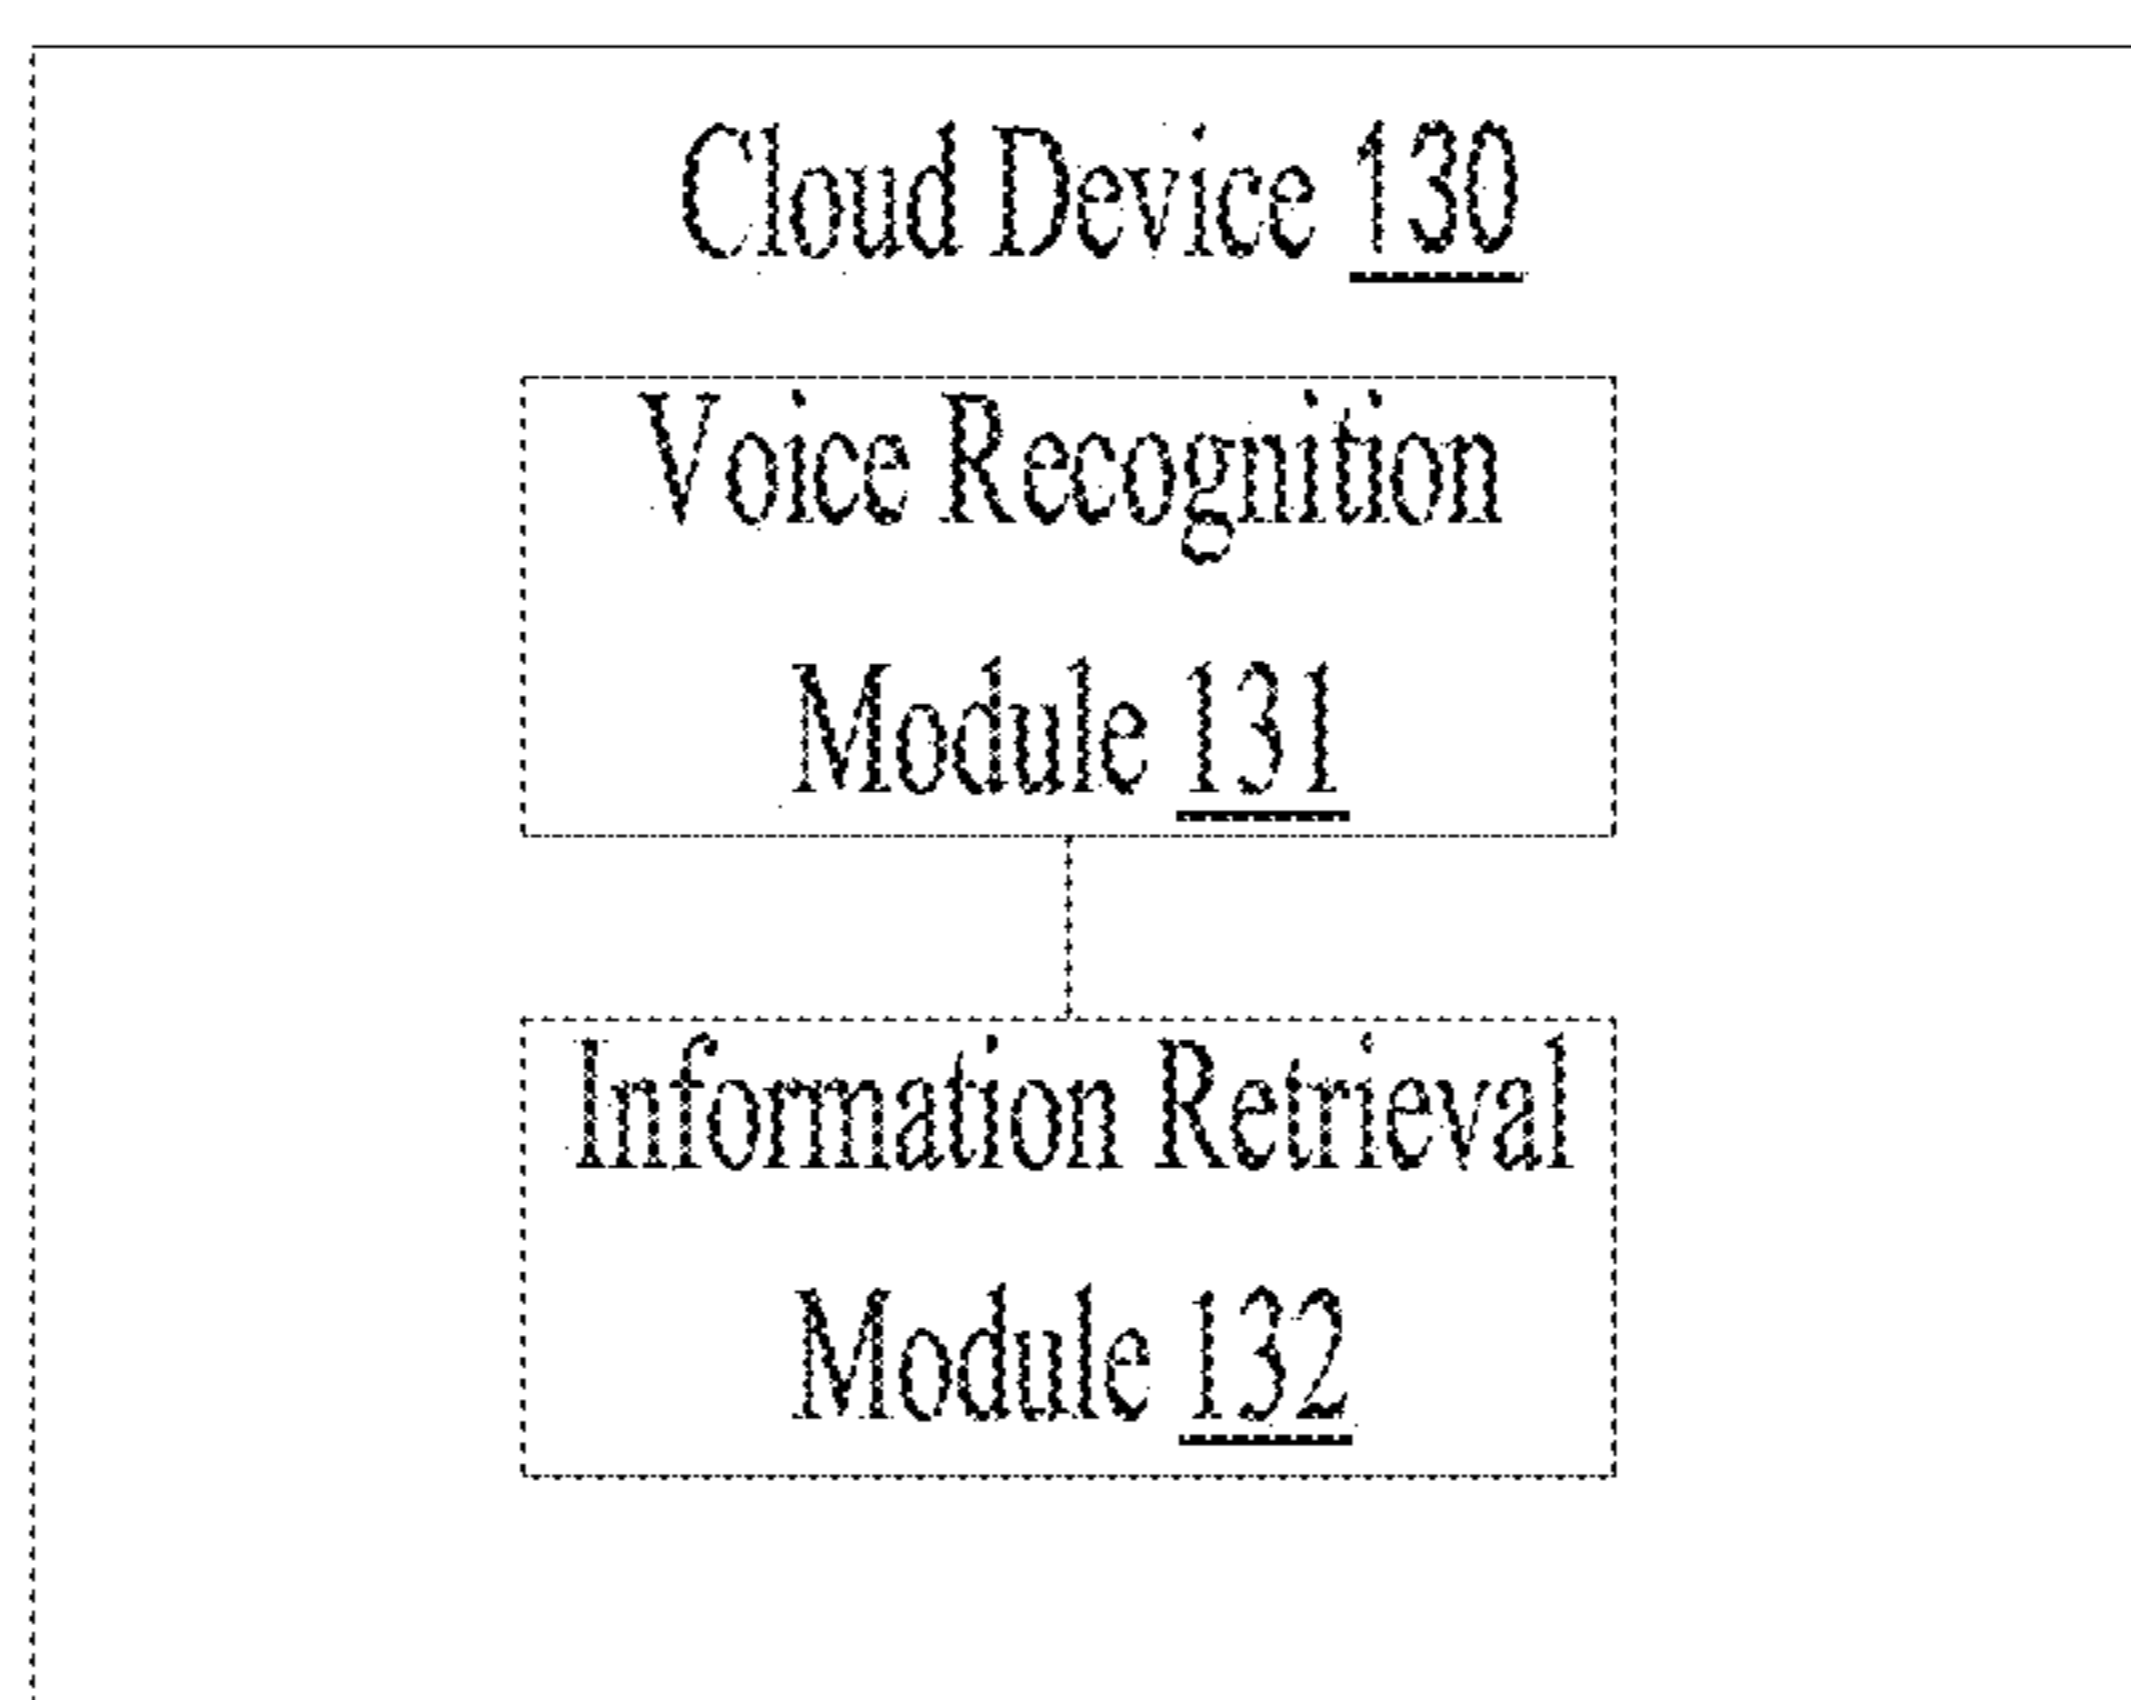 Cloud Device 130
Voice Recognition
Module 131
Information Retrieval
Module 132